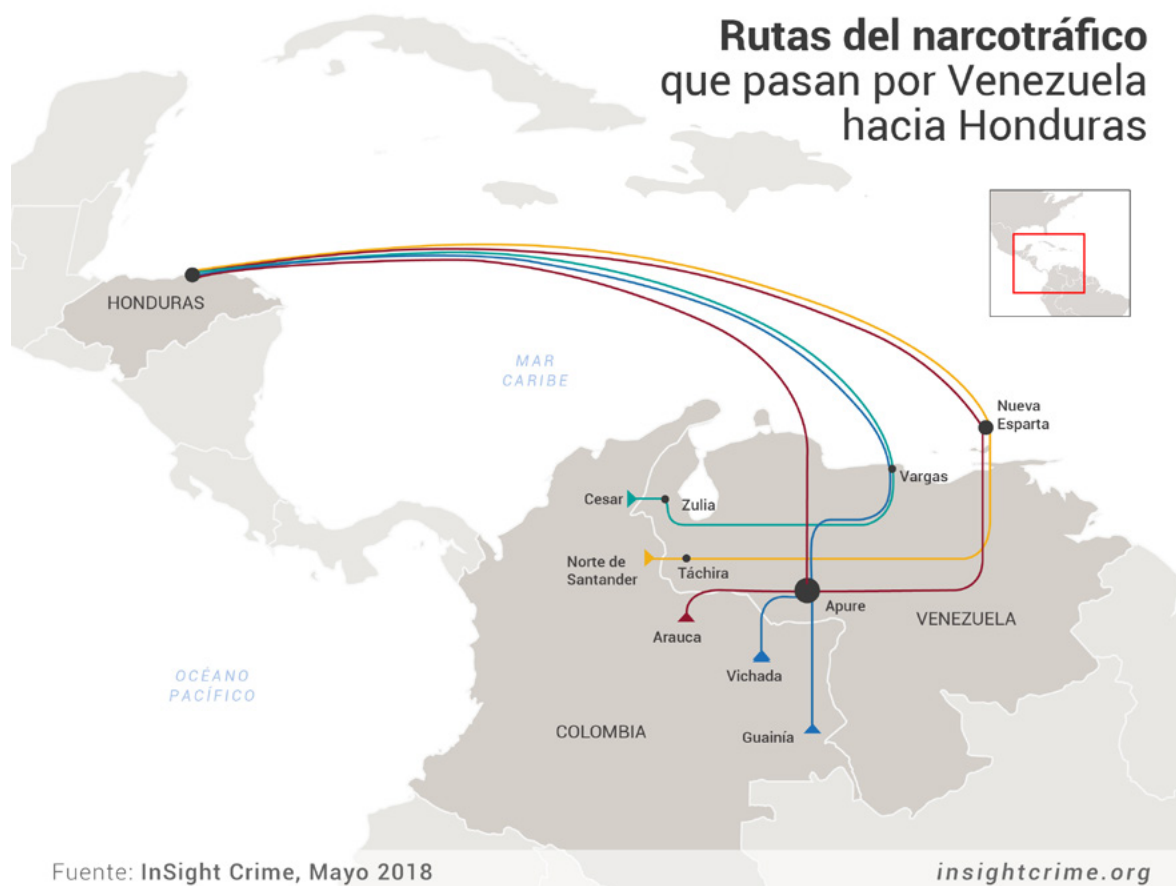 Rutas del narcotráfico
que pasan por Venezuela
hacia Honduras
HONDURAS
MAR
CARIBE
Nueva
Esparta
Vargas
Cesar
Zulia
Norte de
Santander
Táchira
Apure
VENEZUELA
Arauca
Vichada
OCÉANO
PACÍFICO
COLOMBIA
Guainía
Fuente: InSight Crime, Mayo 2018
insightcrime.org